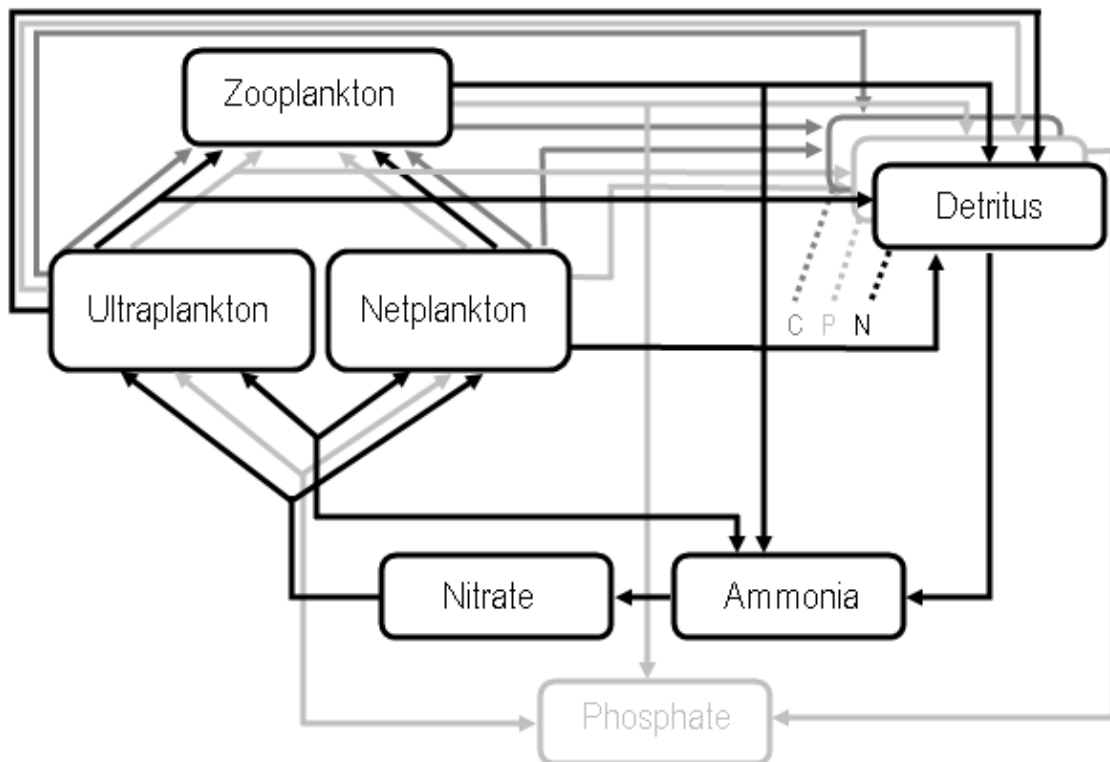 Zooplankton
Detritus
Ultraplankton
Netplankton
C P N
Nitrate
Ammonia
Phosphate